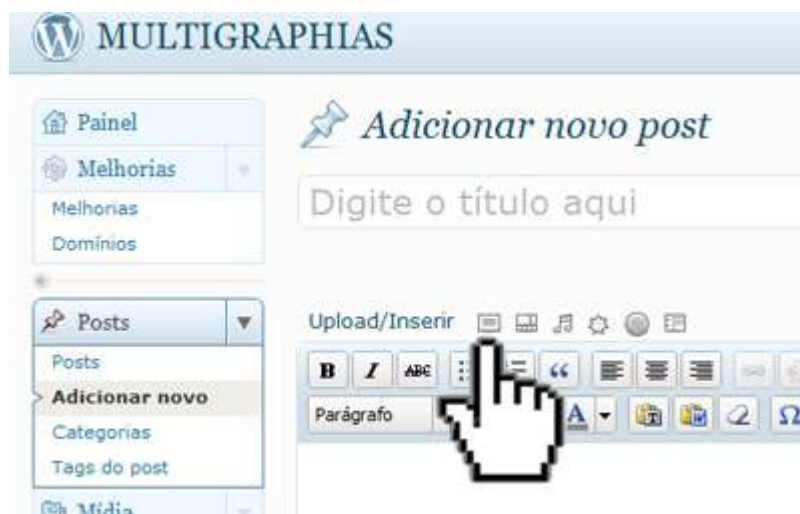 MULTIGRAPHIAS
Painel
Melhorias
Melhorias
Domínios
Posts
Posts
Adicionar novo
Categorias
Tags do post
Mídia
Adicionar novo post
Digite o título aqui
Upload/Inserir
B I ABC “
Parágrafo A T W Ω